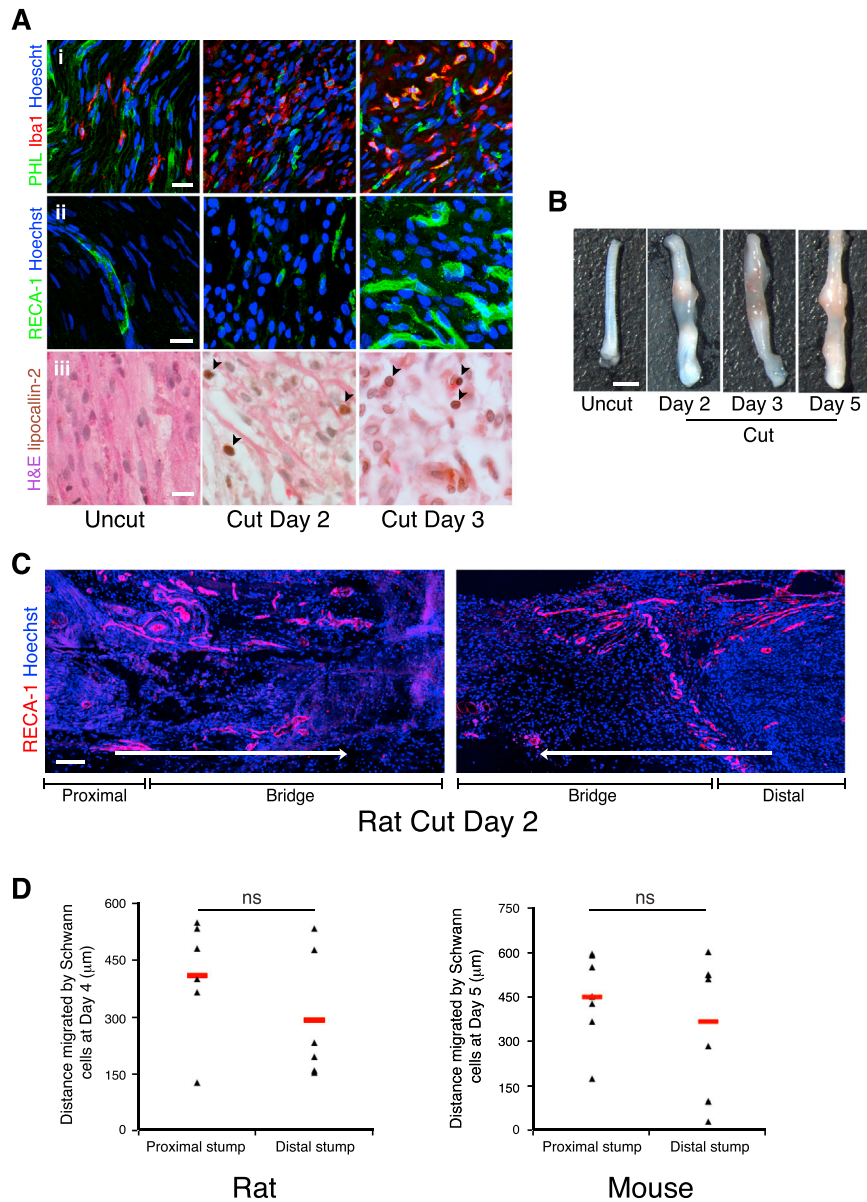 A
i
PHL Iba1 Hoescht
ii
RECA-1 Hoechst
iii
H&E lipocallin-2
Uncut
Cut Day 2
Cut Day 3
B
Uncut
Day 2
Day 3
Day 5
Cut
C
RECA-1 Hoechst
Proximal
Bridge
Bridge
Distal
Rat Cut Day 2
D
Distance migrated by Schwann
cells at Day 4 (μm)
600
450
300
150
0
ns
Proximal stump
Distal stump
Rat
Distance migrated by Schwann
cells at Day 5 (μm)
750
600
450
300
150
0
ns
Proximal stump
Distal stump
Mouse